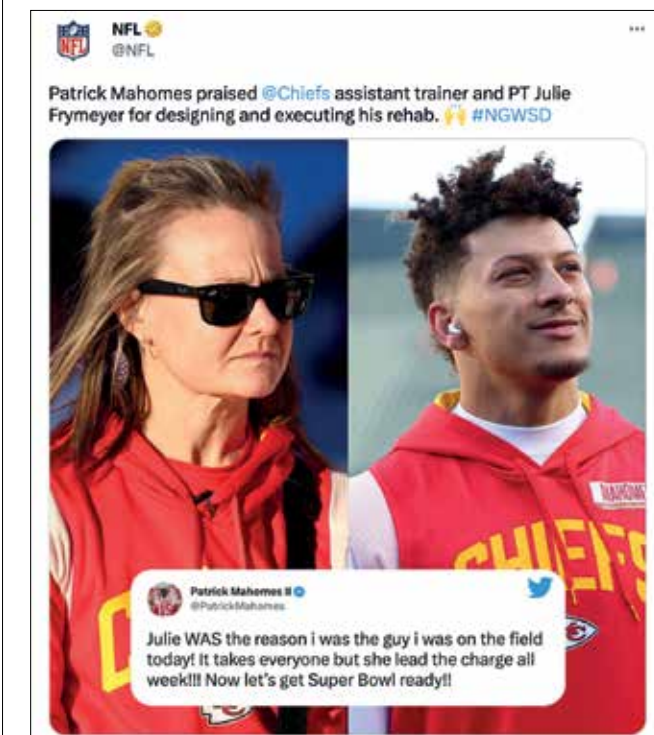 NFL
NFL
@NFL
Patrick Mahomes praised @Chiefs assistant trainer and PT Julie
Frymeyer for designing and executing his rehab. 🙌 #NGWSD
CHIEFS
Patrick Mahomes II
@PatrickMahomes
Julie WAS the reason i was the guy i was on the field
today! It takes everyone but she lead the charge all
week!!! Now let's get Super Bowl ready!!